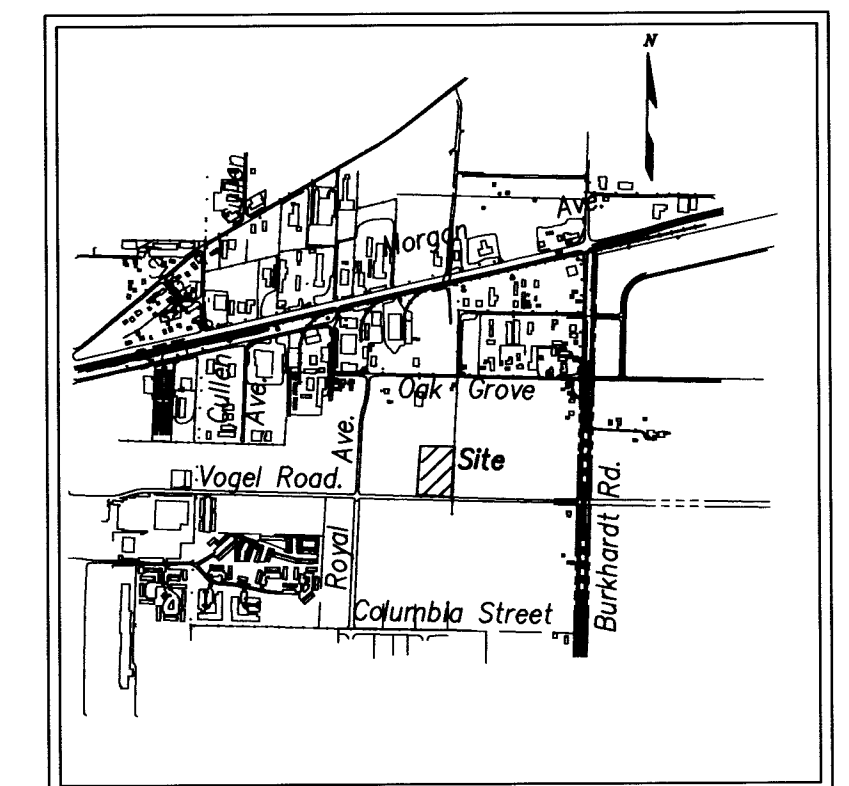 N
Cullen
Ave.
Morgan
Cullen
Ave.
Oak Grove
Ave.
Site
Vogel Road.
Royal
Burkhardt Rd.
Columbia Street